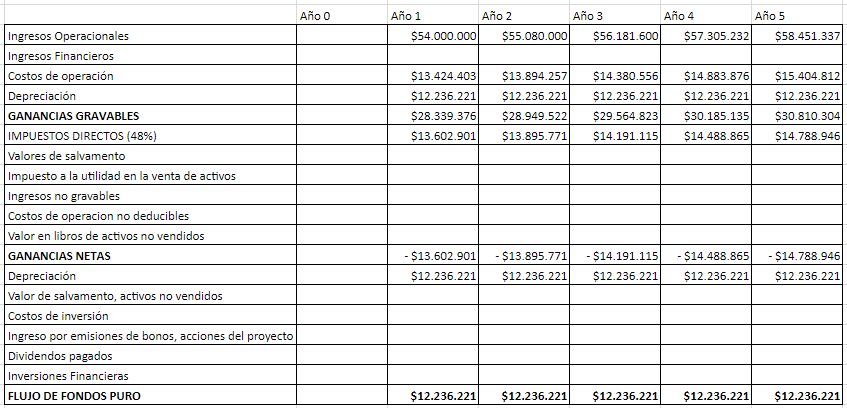 Año 0 Año 1 Año 2 Año 3 Año 4 Año 5
Ingresos Operacionales $54.000.000 $55.080.000 $56.181.600 $57.305.232 $58.451.337
Ingresos Financieros
Costos de operación $13.424.403 $13.894.257 $14.380.556 $14.883.876 $15.404.812
Depreciación $12.236.221 $12.236.221 $12.236.221 $12.236.221 $12.236.221
GANANCIAS GRAVABLES $28.339.376 $28.949.522 $29.564.823 $30.185.135 $30.810.304
IMPUESTOS DIRECTOS (48%) $13.602.901 $13.895.771 $14.191.115 $14.488.865 $14.788.946
Valores de salvamento
Impuesto a la utilidad en la venta de activos
Ingresos no gravables
Costos de operacion no deducibles
Valor en libros de activos no vendidos
GANANCIAS NETAS - $13.602.901 - $13.895.771 - $14.191.115 - $14.488.865 - $14.788.946
Depreciación $12.236.221 $12.236.221 $12.236.221 $12.236.221 $12.236.221
Valor de salvamento, activos no vendidos
Costos de inversión
Ingreso por emisiones de bonos, acciones del proyecto
Dividendos pagados
Inversiones Financieras
FLUJO DE FONDOS PURO $12.236.221 $12.236.221 $12.236.221 $12.236.221 $12.236.221